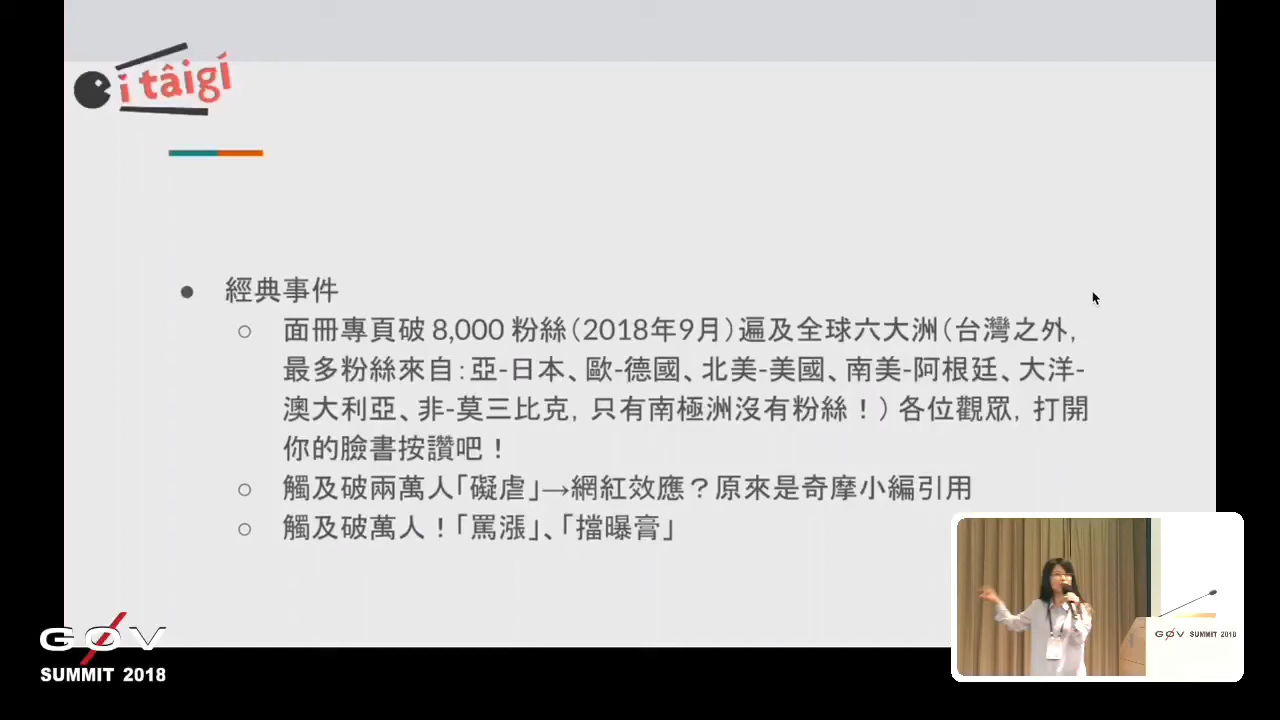 i tâigí
● 經典事件
○ 面冊專頁破 8,000 粉絲（2018年9月）遍及全球六大洲（台灣之外，
最多粉絲來自：亞-日本、歐-德國、北美-美國、南美-阿根廷、大洋-
澳大利亞、非-莫三比克，只有南極洲沒有粉絲！）各位觀眾，打開
你的臉書按讚吧！
○ 觸及破兩萬人「礙虐」→網紅效應？原來是奇摩小編引用
○ 觸及破萬人！「罵漲」、「擋曝膏」
GØV
SUMMIT 2018
GØV SUMMIT 2018